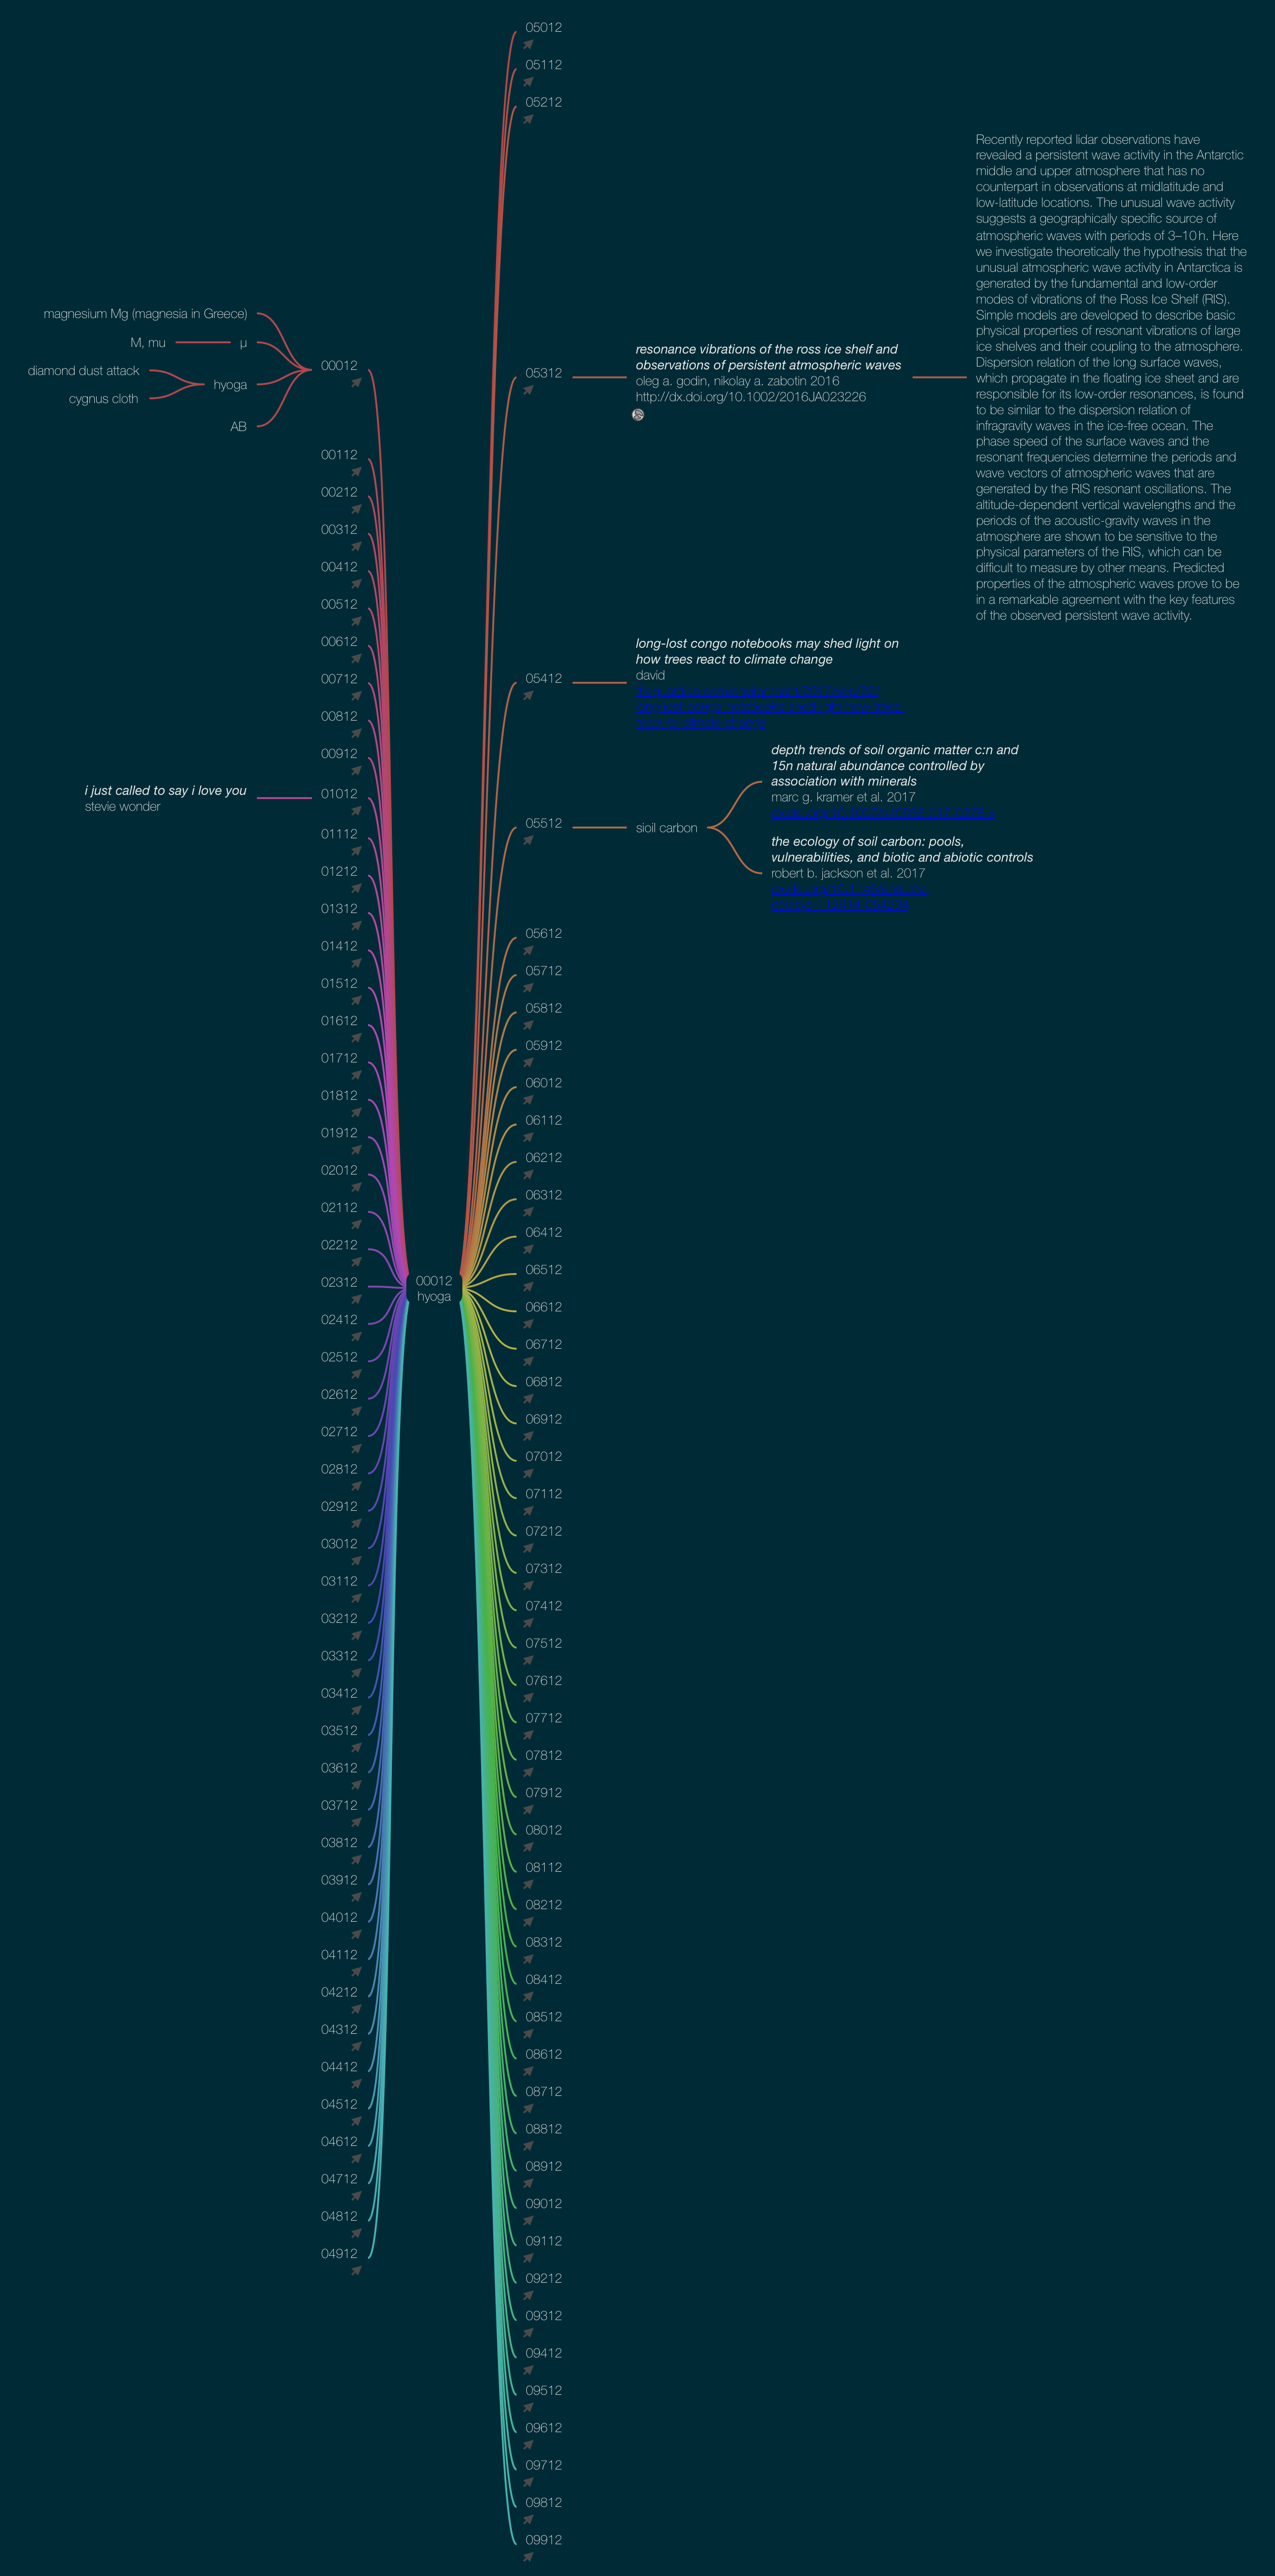 magnesium Mg (magnesia in Greece)
M, mu
µ
diamond dust attack
cygnus cloth
hyoga
AB
00012
00112
00212
00312
00412
00512
00612
00712
00812
00912
i just called to say i love you
stevie wonder
01012
01112
01212
01312
01412
01512
01612
01712
01812
01912
02012
02112
02212
02312
02412
02512
02612
02712
02812
02912
03012
03112
03212
03312
03412
03512
03612
03712
03812
03912
04012
04112
04212
04312
04412
04512
04612
04712
04812
04912
00012
hyoga
05012
05112
05212
05312
resonance vibrations of the ross ice shelf and
observations of persistent atmospheric waves
oleg a. godin, nikolay a. zabotin 2016
http://dx.doi.org/10.1002/2016JA023226
Recently reported lidar observations have
revealed a persistent wave activity in the Antarctic
middle and upper atmosphere that has no
counterpart in observations at midlatitude and
low-latitude locations. The unusual wave activity
suggests a geographically specific source of
atmospheric waves with periods of 3–10 h. Here
we investigate theoretically the hypothesis that the
unusual atmospheric wave activity in Antarctica is
generated by the fundamental and low-order
modes of vibrations of the Ross Ice Shelf (RIS).
Simple models are developed to describe basic
physical properties of resonant vibrations of large
ice shelves and their coupling to the atmosphere.
Dispersion relation of the long surface waves,
which propagate in the floating ice sheet and are
responsible for its low-order resonances, is found
to be similar to the dispersion relation of
infragravity waves in the ice-free ocean. The
phase speed of the surface waves and the
resonant frequencies determine the periods and
wave vectors of atmospheric waves that are
generated by the RIS resonant oscillations. The
altitude-dependent vertical wavelengths and the
periods of the acoustic-gravity waves in the
atmosphere are shown to be sensitive to the
physical parameters of the RIS, which can be
difficult to measure by other means. Predicted
properties of the atmospheric waves prove to be
in a remarkable agreement with the key features
of the observed persistent wave activity.
05412
long-lost congo notebooks may shed light on
how trees react to climate change
david
05512
sioil carbon
depth trends of soil organic matter c:n and
15n natural abundance controlled by
association with minerals
marc g. kramer et al. 2017
the ecology of soil carbon: pools,
vulnerabilities, and biotic and abiotic controls
robert b. jackson et al. 2017
05612
05712
05812
05912
06012
06112
06212
06312
06412
06512
06612
06712
06812
06912
07012
07112
07212
07312
07412
07512
07612
07712
07812
07912
08012
08112
08212
08312
08412
08512
08612
08712
08812
08912
09012
09112
09212
09312
09412
09512
09612
09712
09812
09912